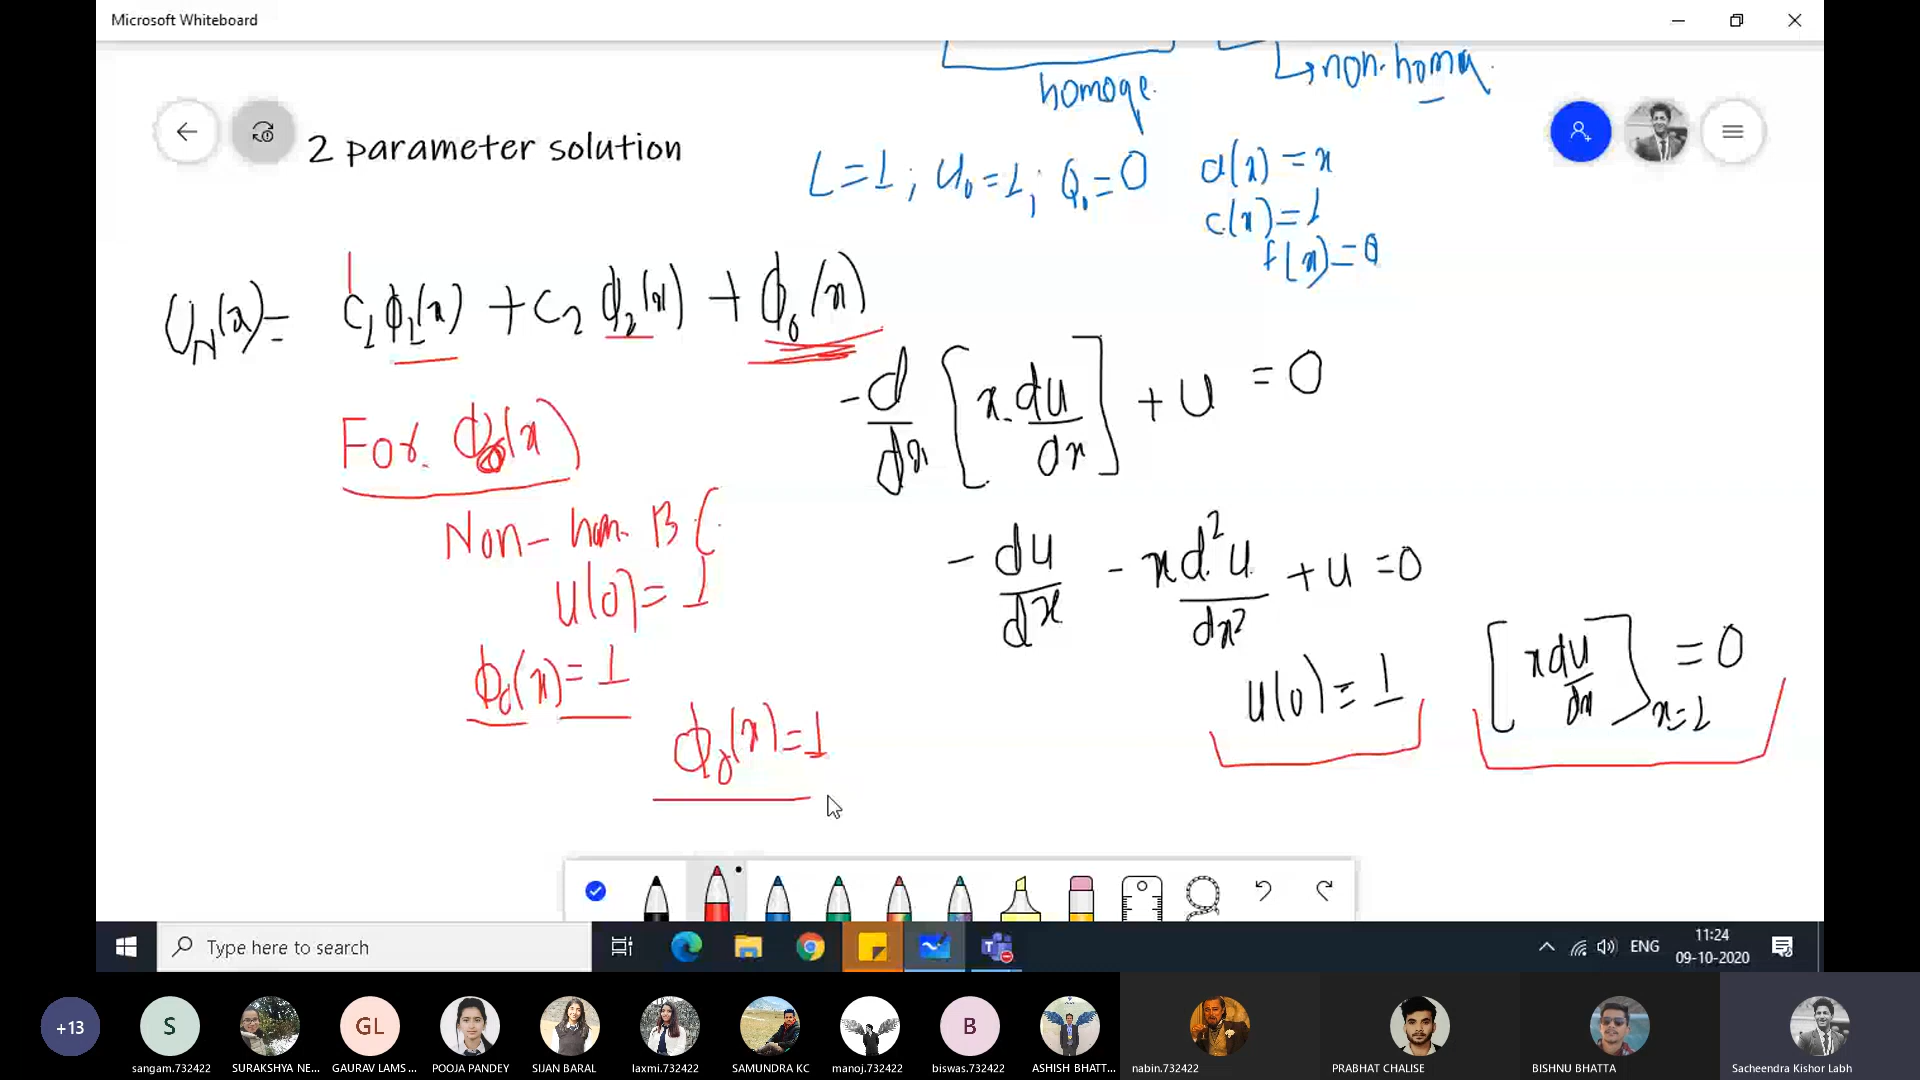 Microsoft Whiteboard
homoge.
→non-homg.
2 parameter solution
L=1; U₀=1; Q₀=0
a(x)=x
c(x)=1
f(x)=0
U_N(x)= c₁ϕ₁(x) + c₂ ϕ₂(x) + ϕ₀(x)
-d/dx [x.du/dx] + u = 0
For. ϕ₀(x)
Non-hom. BC
u(0)=1
-du/dx - x d²u/dx² + u = 0
ϕ₀(x)=1
u(0)=1 [x du/dx]x=1 = 0
ϕ₀(x)=1
Type here to search
ENG
11:24
09-10-2020
+13
S
GL
B
sangam.732422
SURAKSHYA NE...
GAURAV LAMS...
POOJA PANDEY
SIJAN BARAL
laxmi.732422
SAMUNDRA KC
manoj.732422
biswas.732422
ASHISH BHATT...
nabin.732422
PRABHAT CHALISE
BISHNU BHATTA
Sacheendra Kishor Labh